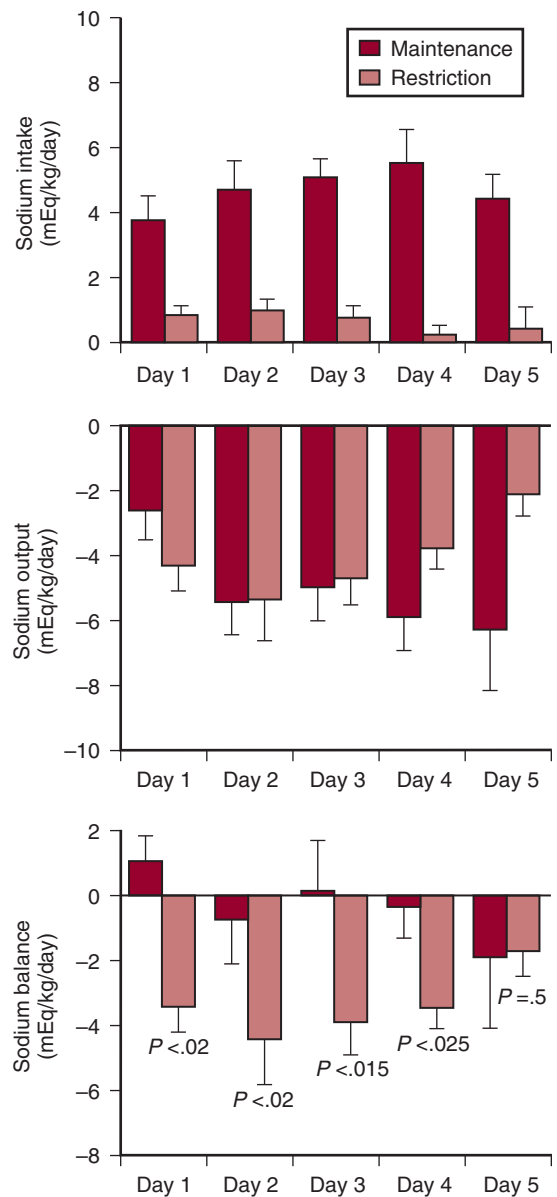 Maintenance
Restriction
Sodium intake
(mEq/kg/day)
10
8
6
4
2
0
Day 1 Day 2 Day 3 Day 4 Day 5
Sodium output
(mEq/kg/day)
0
–2
–4
–6
–8
–10
Day 1 Day 2 Day 3 Day 4 Day 5
Sodium balance
(mEq/kg/day)
2
0
–2
–4
–6
–8
P <.02
P <.02
P <.015
P <.025
P =.5
Day 1 Day 2 Day 3 Day 4 Day 5